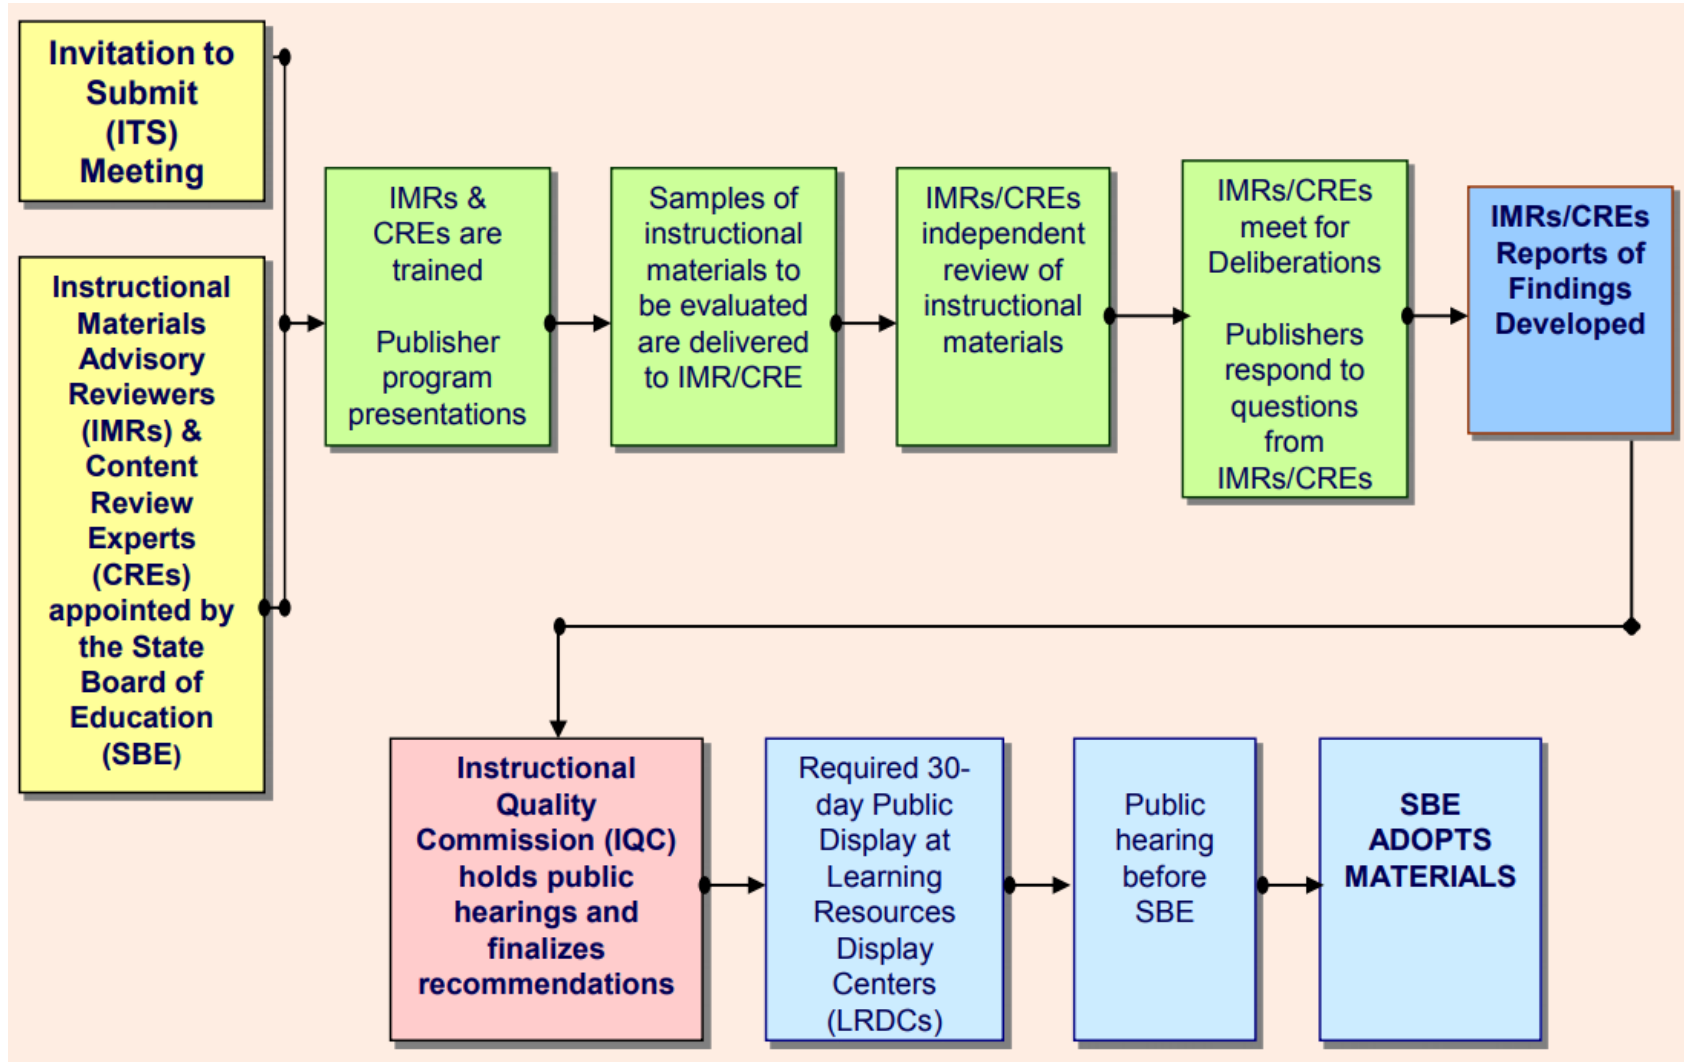 Invitation to
Submit
(ITS)
Meeting
Instructional
Materials
Advisory
Reviewers
(IMRs) &
Content
Review
Experts
(CREs)
appointed by
the State
Board of
Education
(SBE)
IMRs &
CREs are
trained
Publisher
program
presentations
Samples of
instructional
materials to
be evaluated
are delivered
to IMR/CRE
IMRs/CREs
independent
review of
instructional
materials
IMRs/CREs
meet for
Deliberations
Publishers
respond to
questions
from
IMRs/CREs
IMRs/CREs
Reports of
Findings
Developed
Instructional
Quality
Commission (IQC)
holds public
hearings and
finalizes
recommendations
Required 30-
day Public
Display at
Learning
Resources
Display
Centers
(LRDCs)
Public
hearing
before
SBE
SBE
ADOPTS
MATERIALS